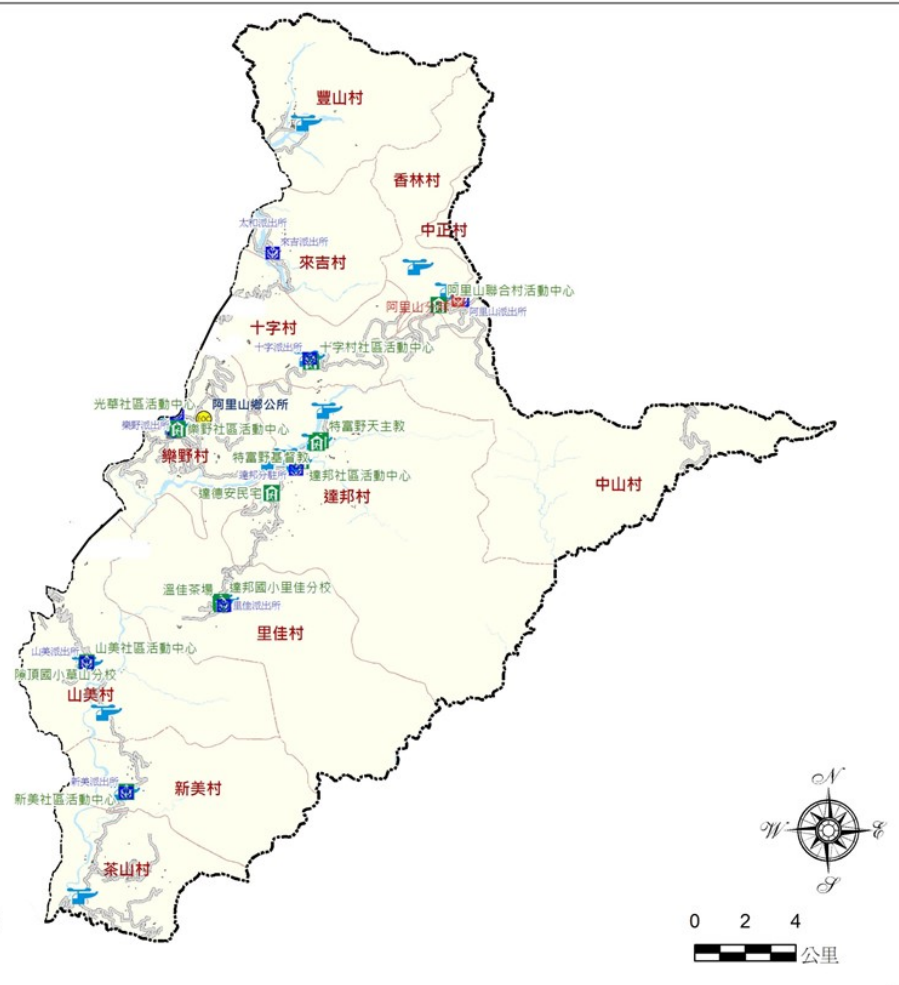 豐山村
香林村
太和派出所
中正村
來吉派出所
來吉村
阿里山聯合村活動中心
阿里山分
阿里山派出所
十字村
十字派出所
十字村社區活動中心
光華社區活動中心
阿里山鄉公所
樂野派出所
樂野社區活動中心
特富野天主教
樂野村
特富野基督教
達邦分駐所
達邦社區活動中心
中山村
達德安民宅
達邦村
溫佳茶場
達邦國小里佳分校
里佳派出所
里佳村
山美派出所
山美社區活動中心
隙頂國小草山分校
山美村
新美派出所
新美村
新美社區活動中心
茶山村
N
W
E
S
0 2 4
公里